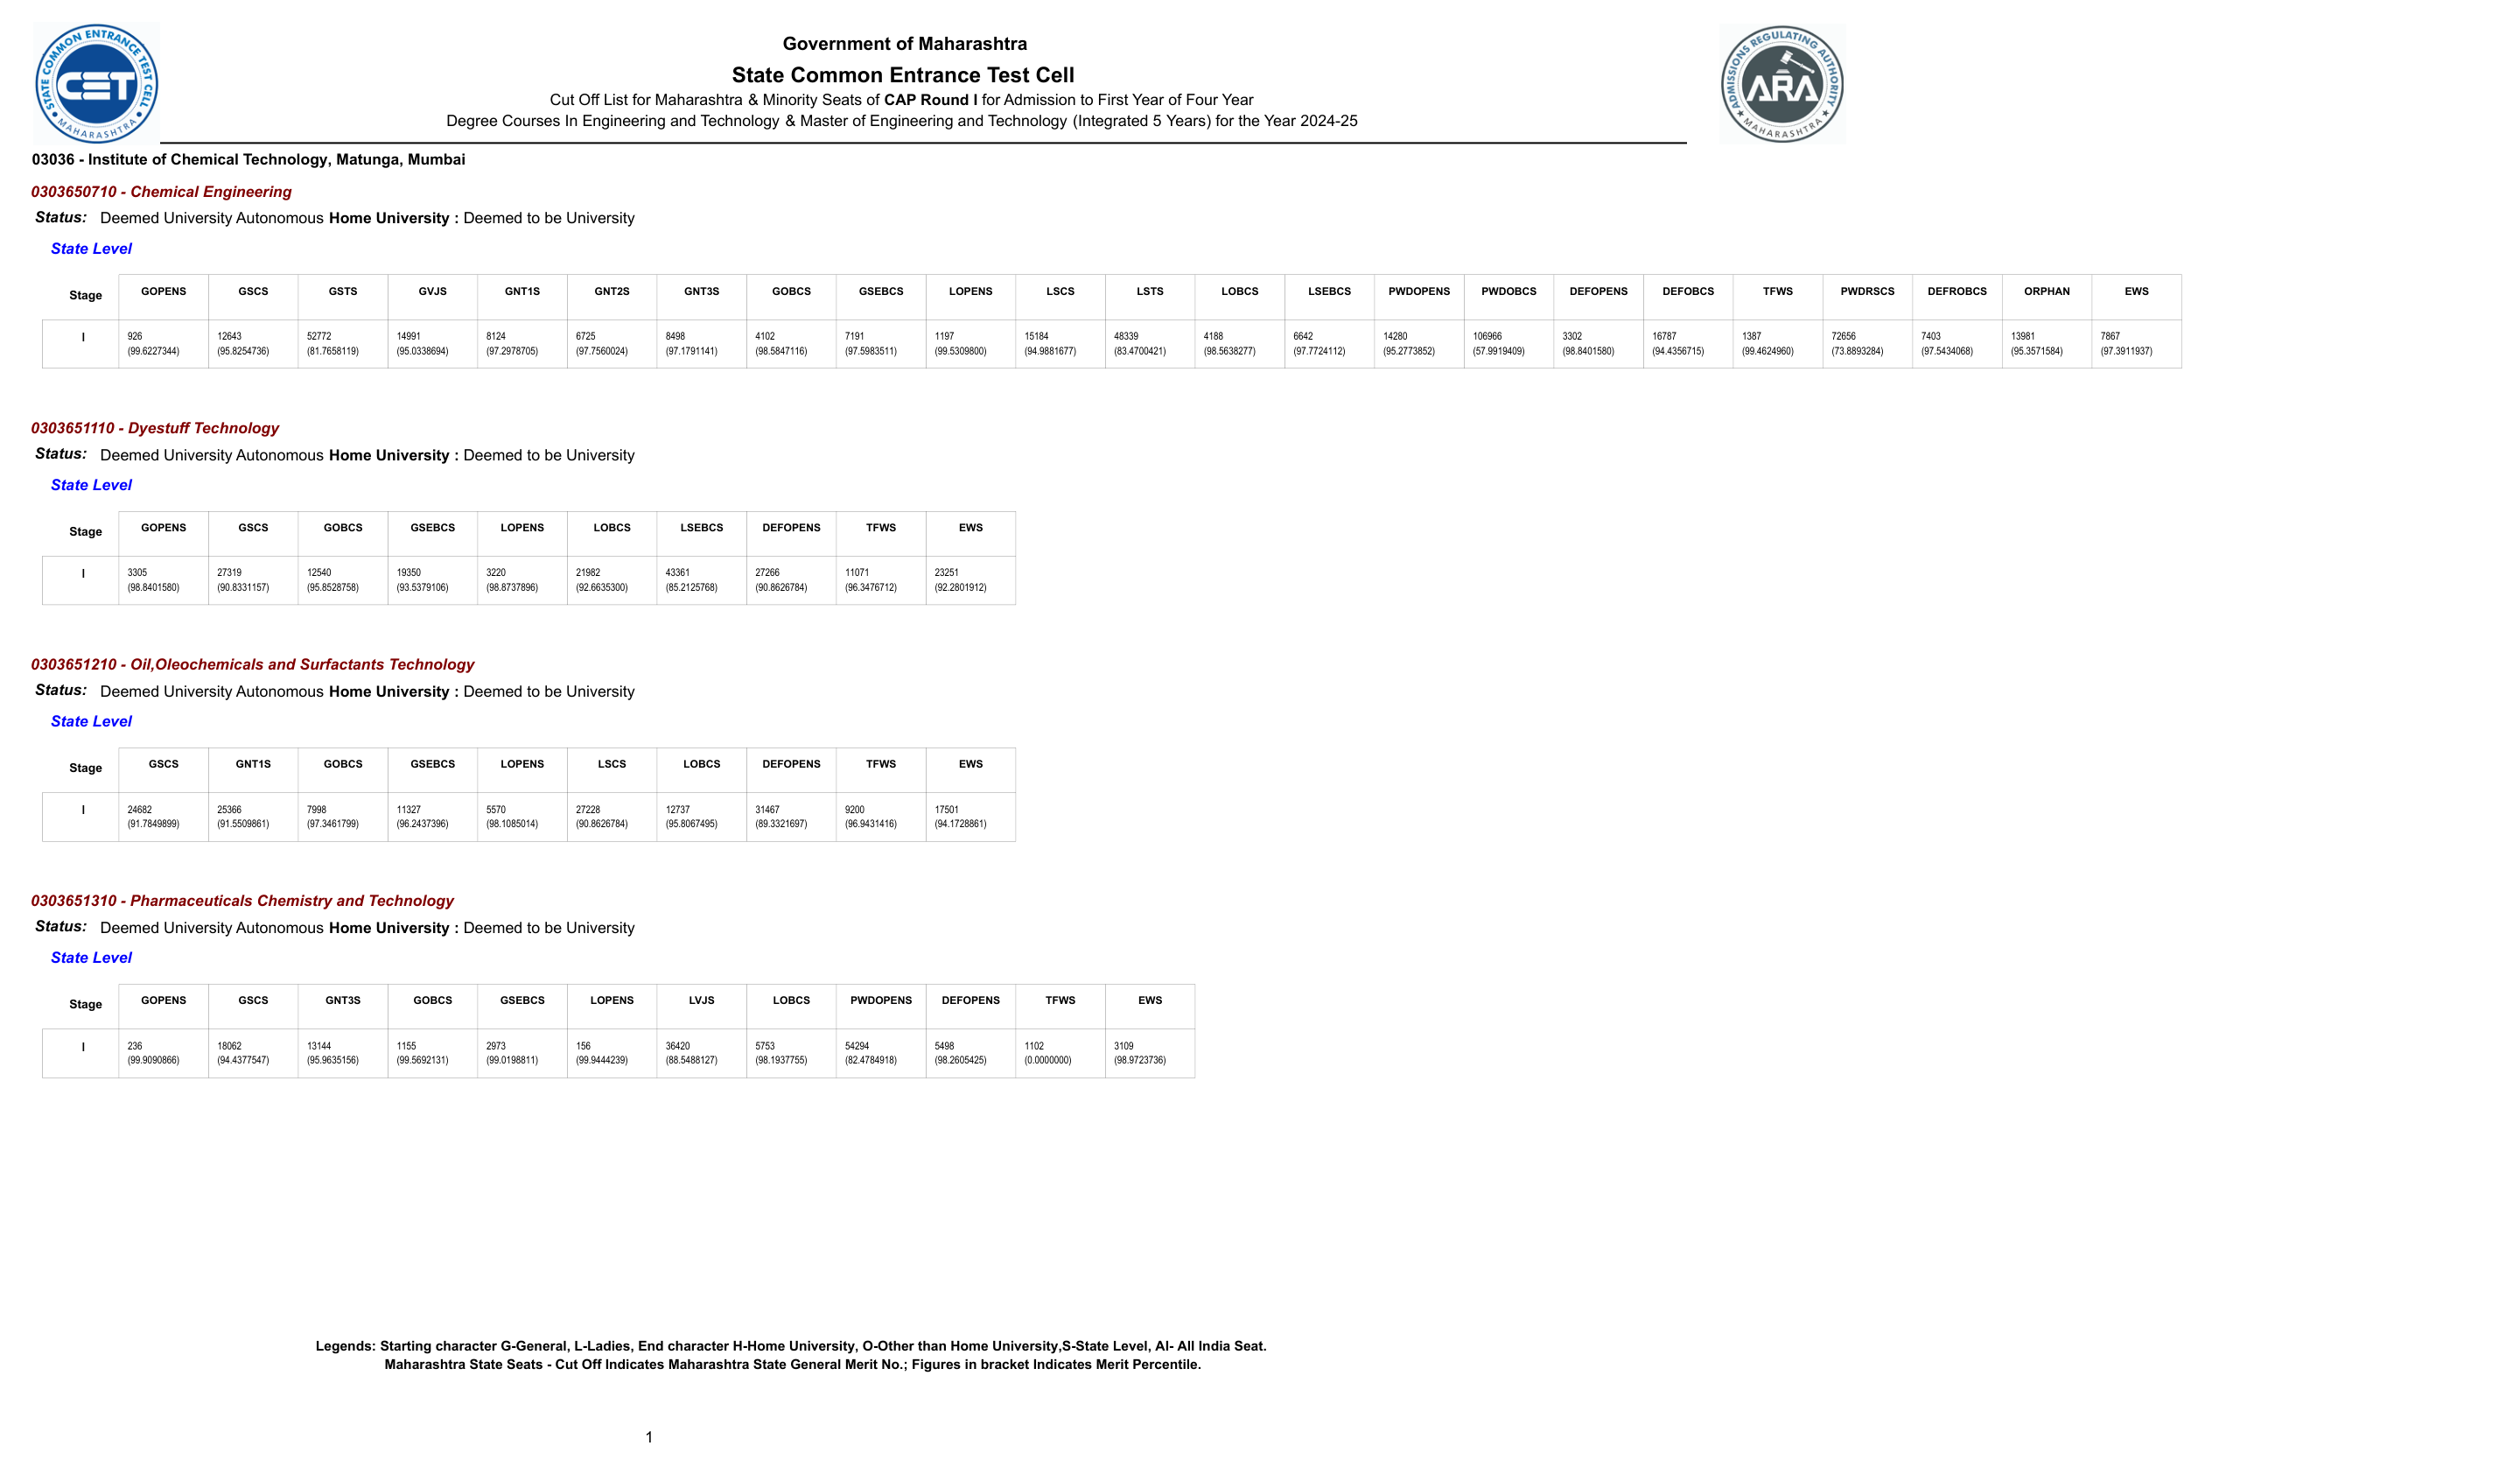 STATE COMMON ENTRANCE TEST CELL
CET
MAHARASHTRA
Government of Maharashtra
State Common Entrance Test Cell
Cut Off List for Maharashtra & Minority Seats of CAP Round I for Admission to First Year of Four Year
Degree Courses In Engineering and Technology & Master of Engineering and Technology (Integrated 5 Years) for the Year 2024-25
ADMISSIONS REGULATING AUTHORITY
ARA
MAHARASHTRA
03036 - Institute of Chemical Technology, Matunga, Mumbai
0303650710 - Chemical Engineering
Status: Deemed University Autonomous Home University : Deemed to be University
State Level
Stage GOPENS GSCS GSTS GVJS GNT1S GNT2S GNT3S GOBCS GSEBCS LOPENS LSCS LSTS LOBCS LSEBCS PWDOPENS PWDOBCS DEFOPENS DEFOBCS TFWS PWDRSCS DEFROBCS ORPHAN EWS
I 926 12643 52772 14991 8124 6725 8498 4102 7191 1197 15184 48339 4188 6642 14280 106966 3302 16787 1387 72656 7403 13981 7867
(99.6227344) (95.8254736) (81.7658119) (95.0338694) (97.2978705) (97.7560024) (97.1791141) (98.5847116) (97.5983511) (99.5309800) (94.9881677) (83.4700421) (98.5638277) (97.7724112) (95.2773852) (57.9919409) (98.8401580) (94.4356715) (99.4624960) (73.8893284) (97.5434068) (95.3571584) (97.3911937)
0303651110 - Dyestuff Technology
Status: Deemed University Autonomous Home University : Deemed to be University
State Level
Stage GOPENS GSCS GOBCS GSEBCS LOPENS LOBCS LSEBCS DEFOPENS TFWS EWS
I 3305 27319 12540 19350 3220 21982 43361 27266 11071 23251
(98.8401580) (90.8331157) (95.8528758) (93.5379106) (98.8737896) (92.6635300) (85.2125768) (90.8626784) (96.3476712) (92.2801912)
0303651210 - Oil,Oleochemicals and Surfactants Technology
Status: Deemed University Autonomous Home University : Deemed to be University
State Level
Stage GSCS GNT1S GOBCS GSEBCS LOPENS LSCS LOBCS DEFOPENS TFWS EWS
I 24682 25366 7998 11327 5570 27228 12737 31467 9200 17501
(91.7849899) (91.5509861) (97.3461799) (96.2437396) (98.1085014) (90.8626784) (95.8067495) (89.3321697) (96.9431416) (94.1728861)
0303651310 - Pharmaceuticals Chemistry and Technology
Status: Deemed University Autonomous Home University : Deemed to be University
State Level
Stage GOPENS GSCS GNT3S GOBCS GSEBCS LOPENS LVJS LOBCS PWDOPENS DEFOPENS TFWS EWS
I 236 18062 13144 1155 2973 156 36420 5753 54294 5498 1102 3109
(99.9090866) (94.4377547) (95.9635156) (99.5692131) (99.0198811) (99.9444239) (88.5488127) (98.1937755) (82.4784918) (98.2605425) (0.0000000) (98.9723736)
Legends: Starting character G-General, L-Ladies, End character H-Home University, O-Other than Home University,S-State Level, AI- All India Seat.
Maharashtra State Seats - Cut Off Indicates Maharashtra State General Merit No.; Figures in bracket Indicates Merit Percentile.
1